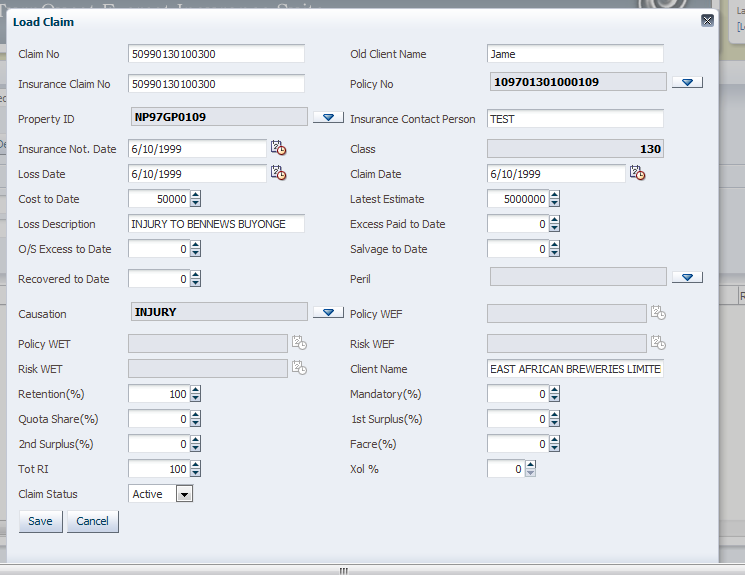 Load Claim
Claim No 50990130100300 Old Client Name Jame
Insurance Claim No 50990130100300 Policy No 109701301000109
Property ID NP97GP0109 Insurance Contact Person TEST
Insurance Not. Date 6/10/1999 Class 130
Loss Date 6/10/1999 Claim Date 6/10/1999
Cost to Date 50000 Latest Estimate 5000000
Loss Description INJURY TO BENNEWS BUYONGE Excess Paid to Date 0
O/S Excess to Date 0 Salvage to Date 0
Recovered to Date 0 Peril
Causation INJURY Policy WEF
Policy WET Risk WEF
Risk WET Client Name EAST AFRICAN BREWERIES LIMITE
Retention(%) 100 Mandatory(%) 0
Quota Share(%) 0 1st Surplus(%) 0
2nd Surplus(%) 0 Facre(%) 0
Tot RI 100 Xol % 0
Claim Status Active
Save Cancel